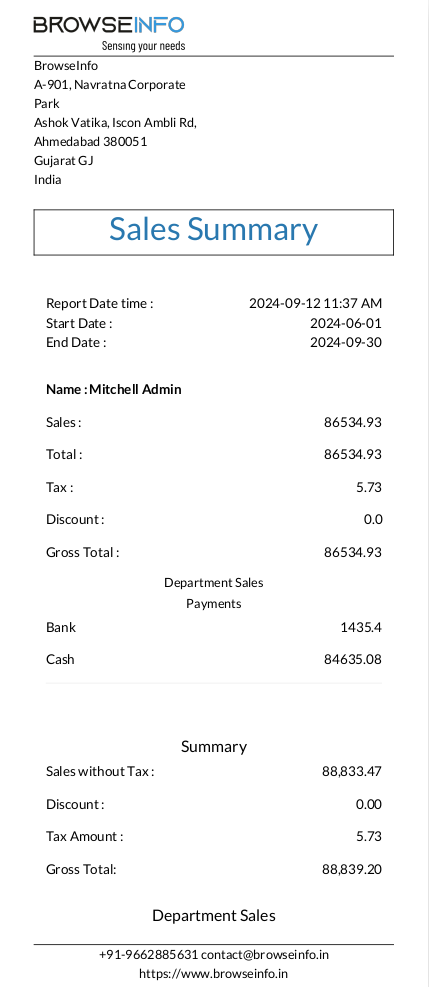 BROWSEINFO
Sensing your needs
BrowseInfo
A-901, Navratna Corporate
Park
Ashok Vatika, Iscon Ambli Rd,
Ahmedabad 380051
Gujarat GJ
India
Sales Summary
Report Date time : 2024-09-12 11:37 AM
Start Date : 2024-06-01
End Date : 2024-09-30
Name : Mitchell Admin
Sales : 86534.93
Total : 86534.93
Tax : 5.73
Discount : 0.0
Gross Total : 86534.93
Department Sales
Payments
Bank 1435.4
Cash 84635.08
Summary
Sales without Tax : 88,833.47
Discount : 0.00
Tax Amount : 5.73
Gross Total: 88,839.20
Department Sales
+91-9662885631 contact@browseinfo.in
https://www.browseinfo.in